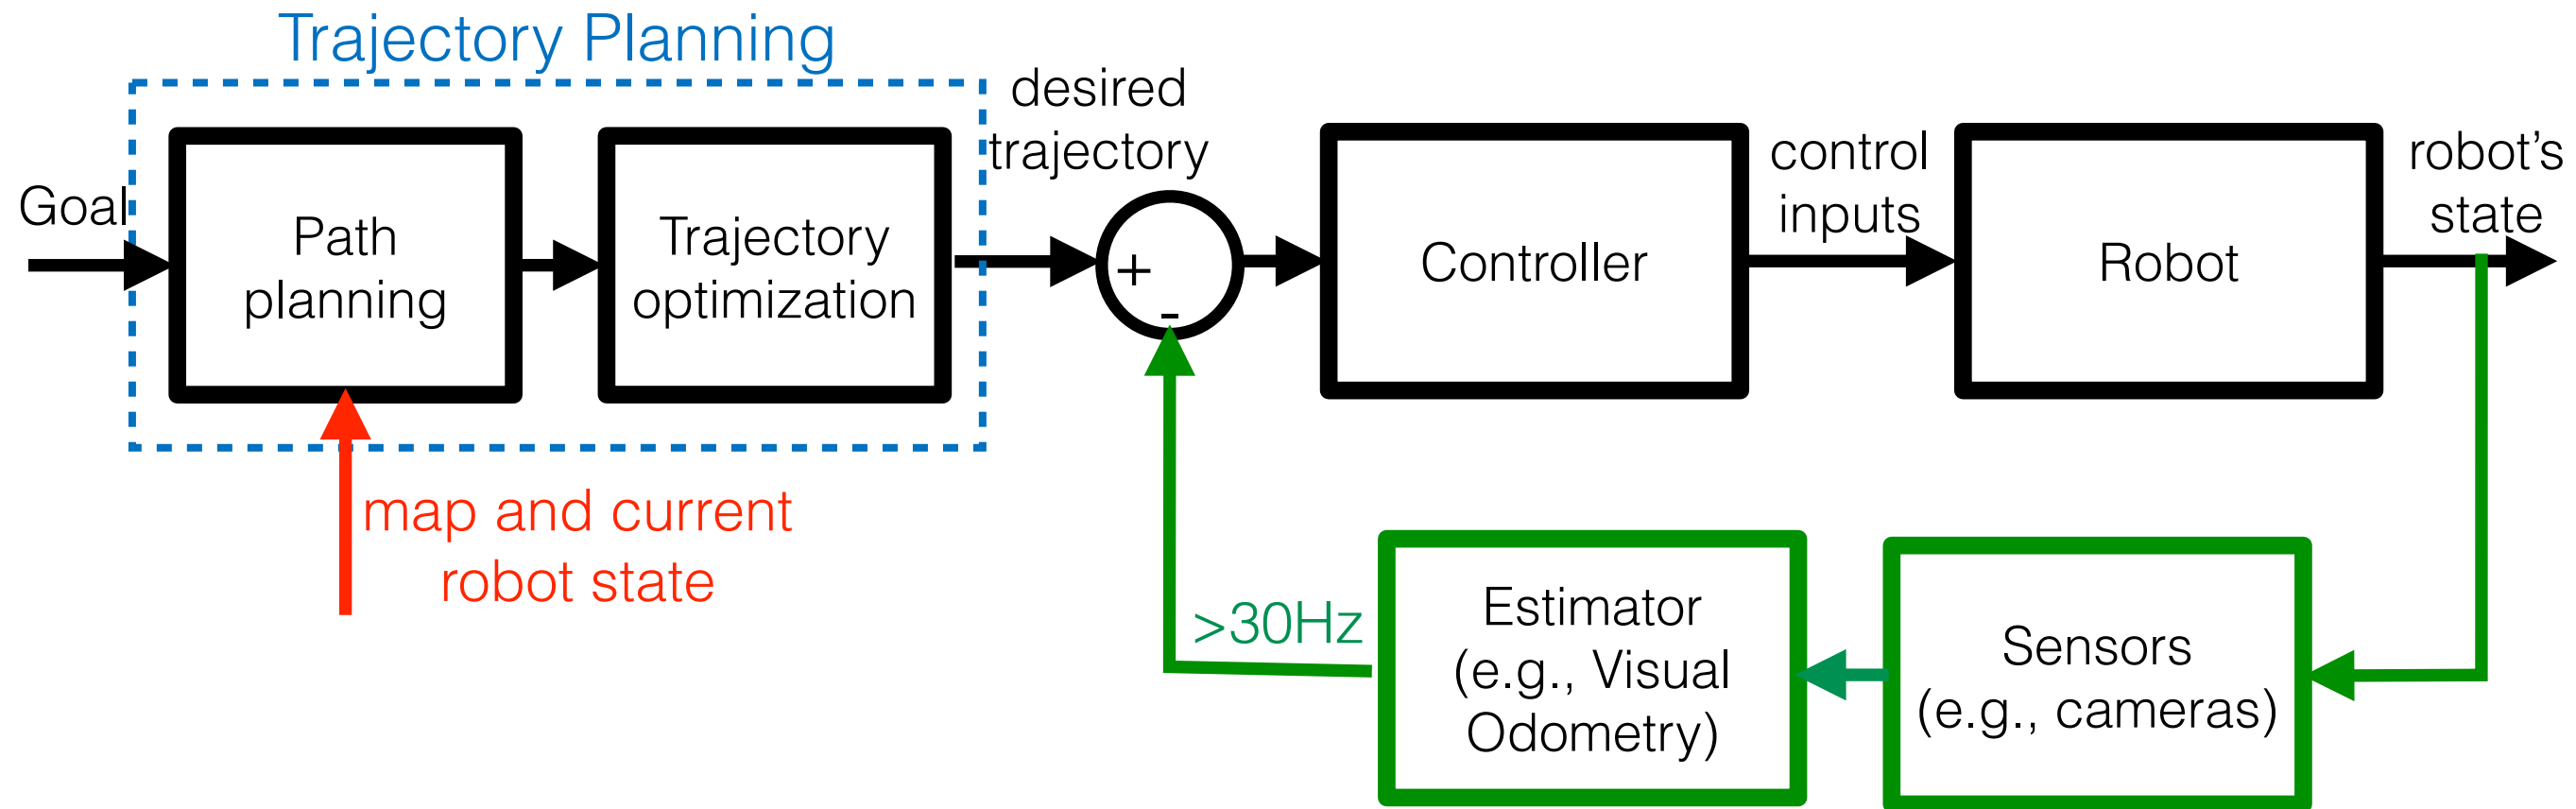 Trajectory Planning
Goal
Path
planning
Trajectory
optimization
desired
trajectory
+
-
Controller
control
inputs
Robot
robot's
state
map and current
robot state
>30Hz
Estimator
(e.g., Visual
Odometry)
Sensors
(e.g., cameras)